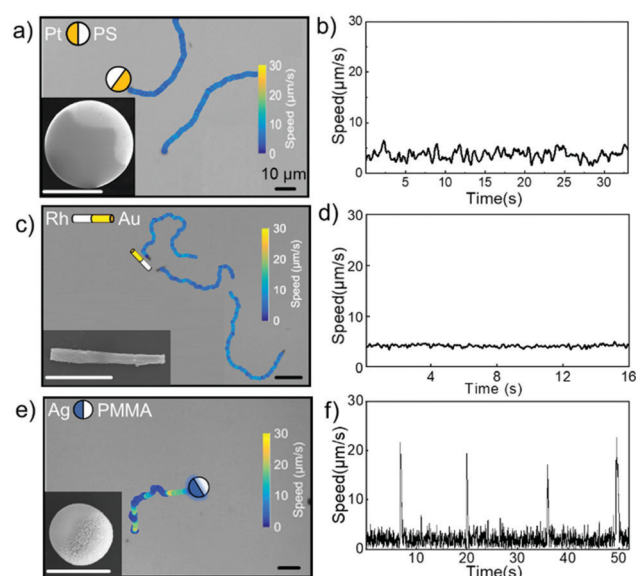 a)
Pt PS
30
20
10
0
Speed (μm/s)
10 μm
b)
30
20
10
0
Speed(μm/s)
5 10 15 20 25 30
Time(s)
c)
Rh Au
30
20
10
0
Speed (μm/s)
d)
30
20
10
0
Speed(μm/s)
4 8 12 16
Time (s)
e)
Ag PMMA
30
20
10
0
Speed (μm/s)
f)
30
20
10
0
Speed(μm/s)
10 20 30 40 50
Time (s)